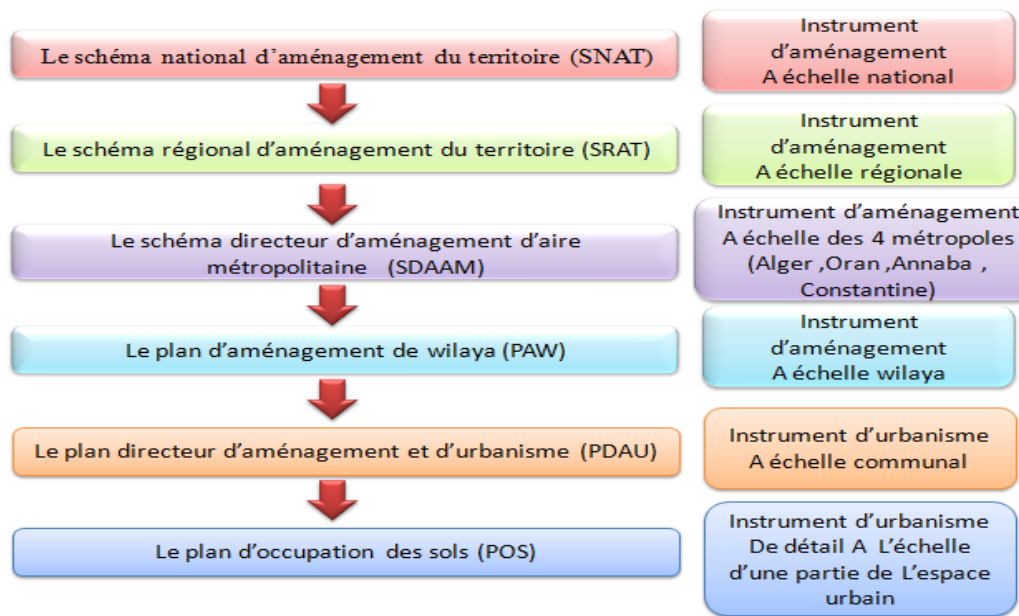 Le schéma national d'aménagement du territoire (SNAT)
Instrument
d'aménagement
A échelle national
Le schéma régional d'aménagement du territoire (SRAT)
Instrument
d'aménagement
A échelle régionale
Le schéma directeur d'aménagement d'aire
métropolitaine (SDAAM)
Instrument d'aménagement
A échelle des 4 métropoles
(Alger ,Oran ,Annaba ,
Constantine)
Le plan d'aménagement de wilaya (PAW)
Instrument
d'aménagement
A échelle wilaya
Le plan directeur d'aménagement et d'urbanisme (PDAU)
Instrument d'urbanisme
A échelle communal
Le plan d'occupation des sols (POS)
Instrument d'urbanisme
De détail A L'échelle
d'une partie de L'espace
urbain